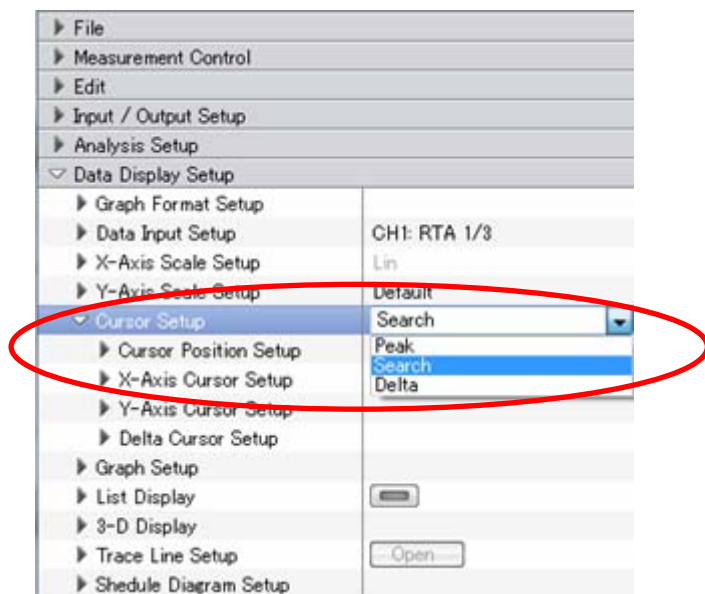 File
Measurement Control
Edit
Input / Output Setup
Analysis Setup
Data Display Setup
Graph Format Setup
Data Input Setup CH1: RTA 1/3
X-Axis Scale Setup Lin
Y-Axis Scale Setup Default
Cursor Setup Search
Cursor Position Setup Peak
Search
X-Axis Cursor Setup Delta
Y-Axis Cursor Setup
Delta Cursor Setup
Graph Setup
List Display
3-D Display
Trace Line Setup Open
Shedule Diagram Setup